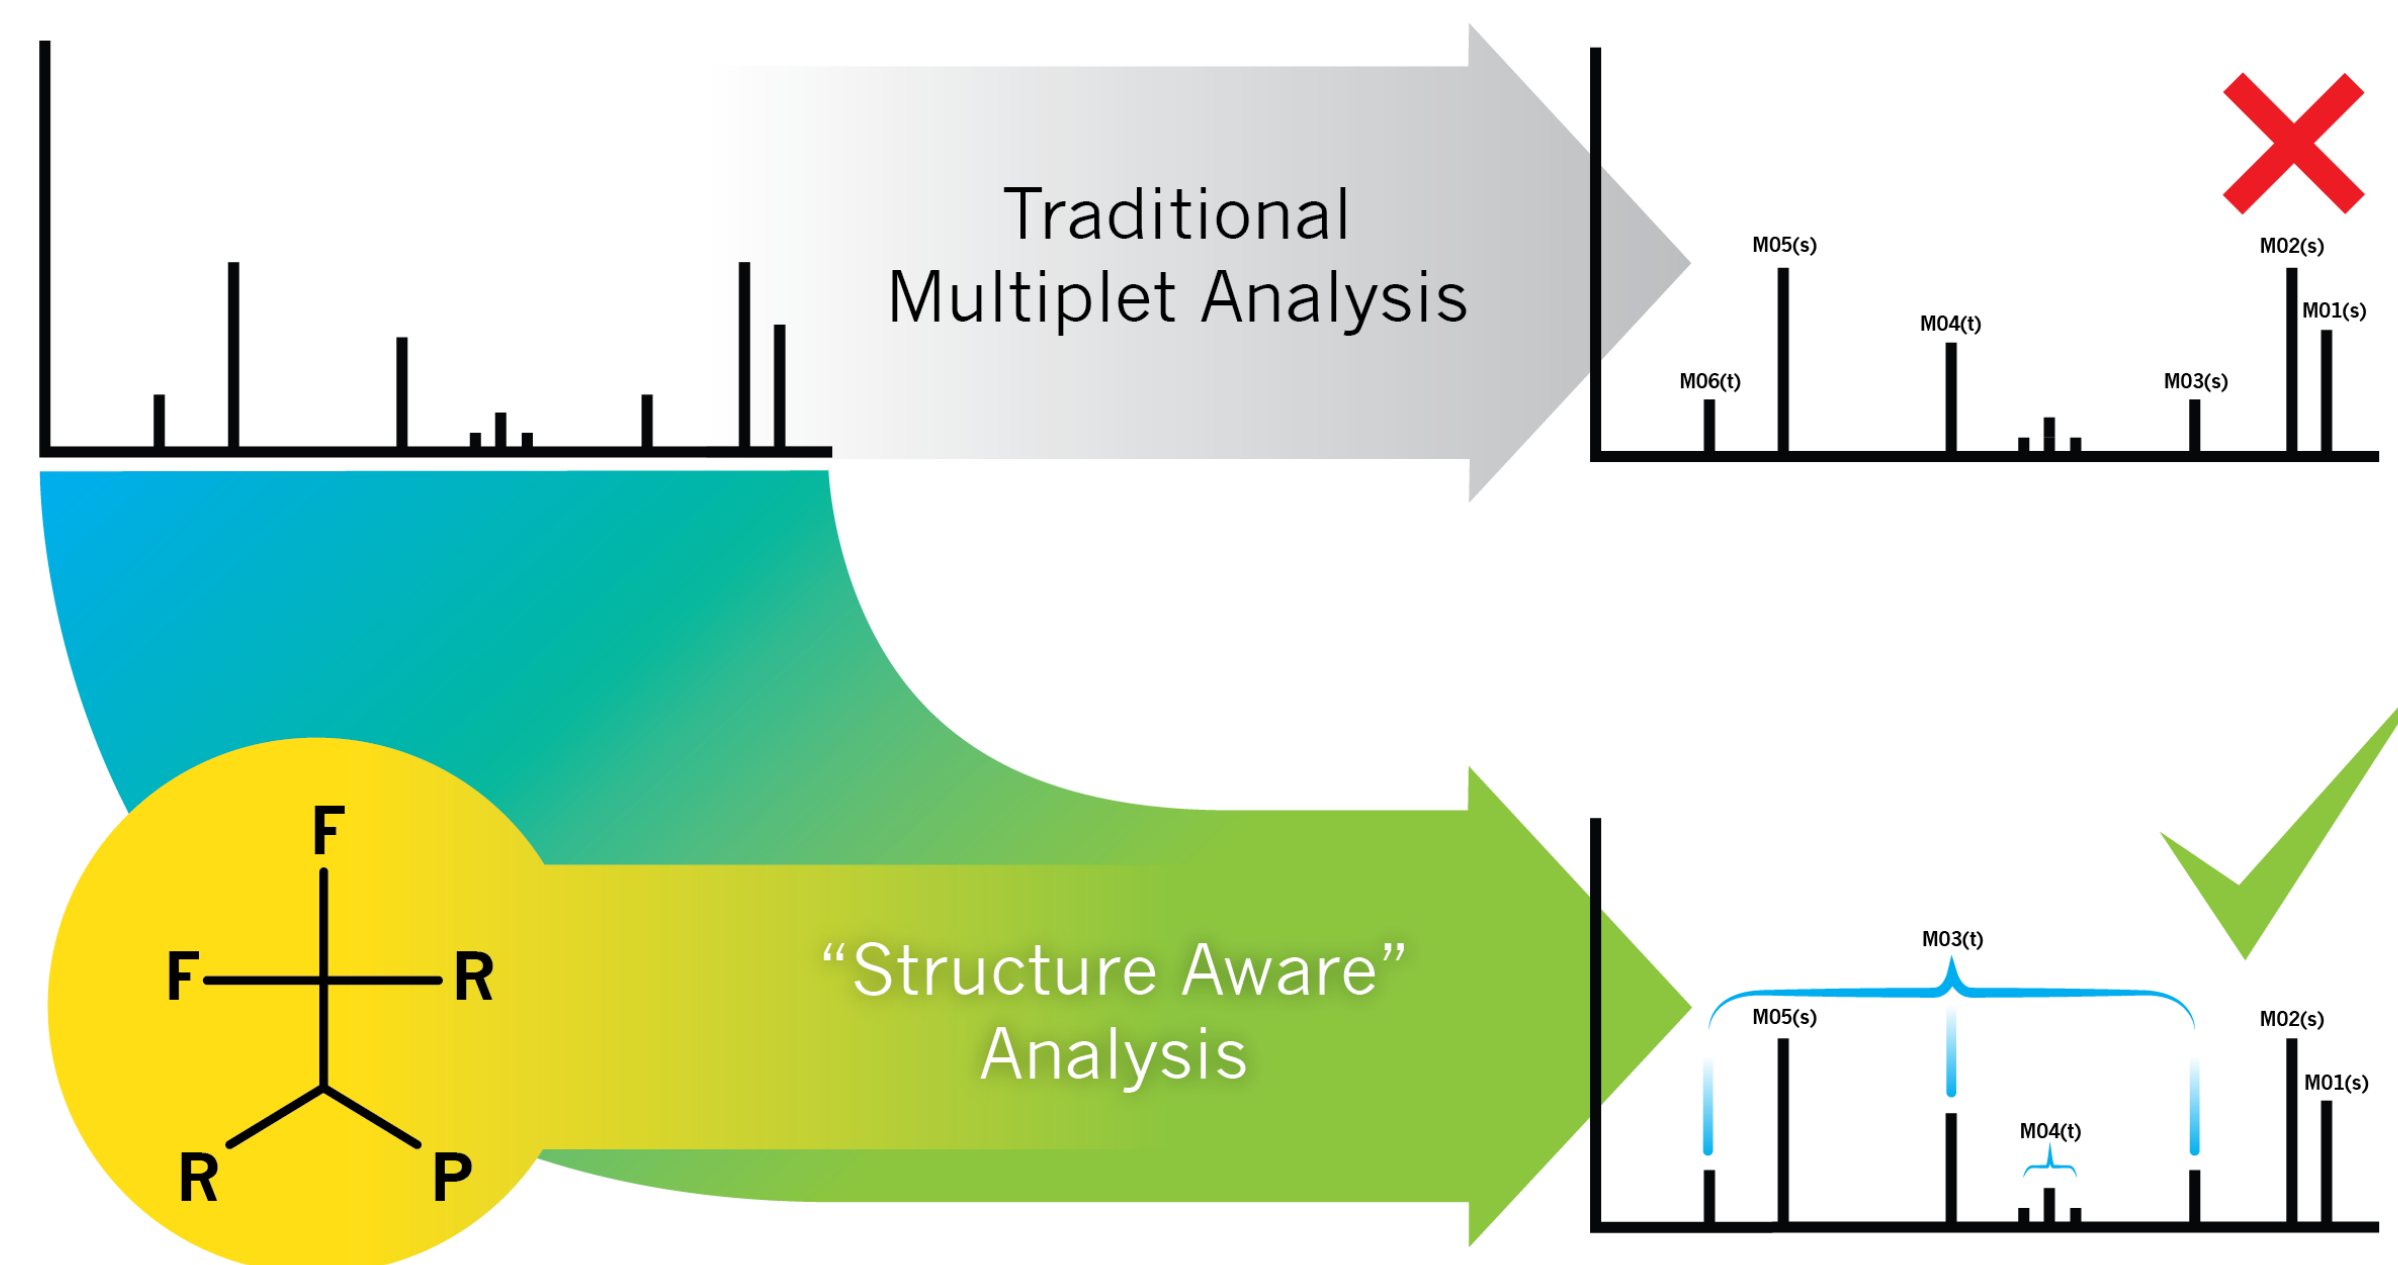 Traditional
Multiplet Analysis
M05(s)
M02(s)
M01(s)
M04(t)
M06(t)
M03(s)
F
F
R
R
P
“Structure Aware”
Analysis
M03(t)
M05(s)
M02(s)
M01(s)
M04(t)